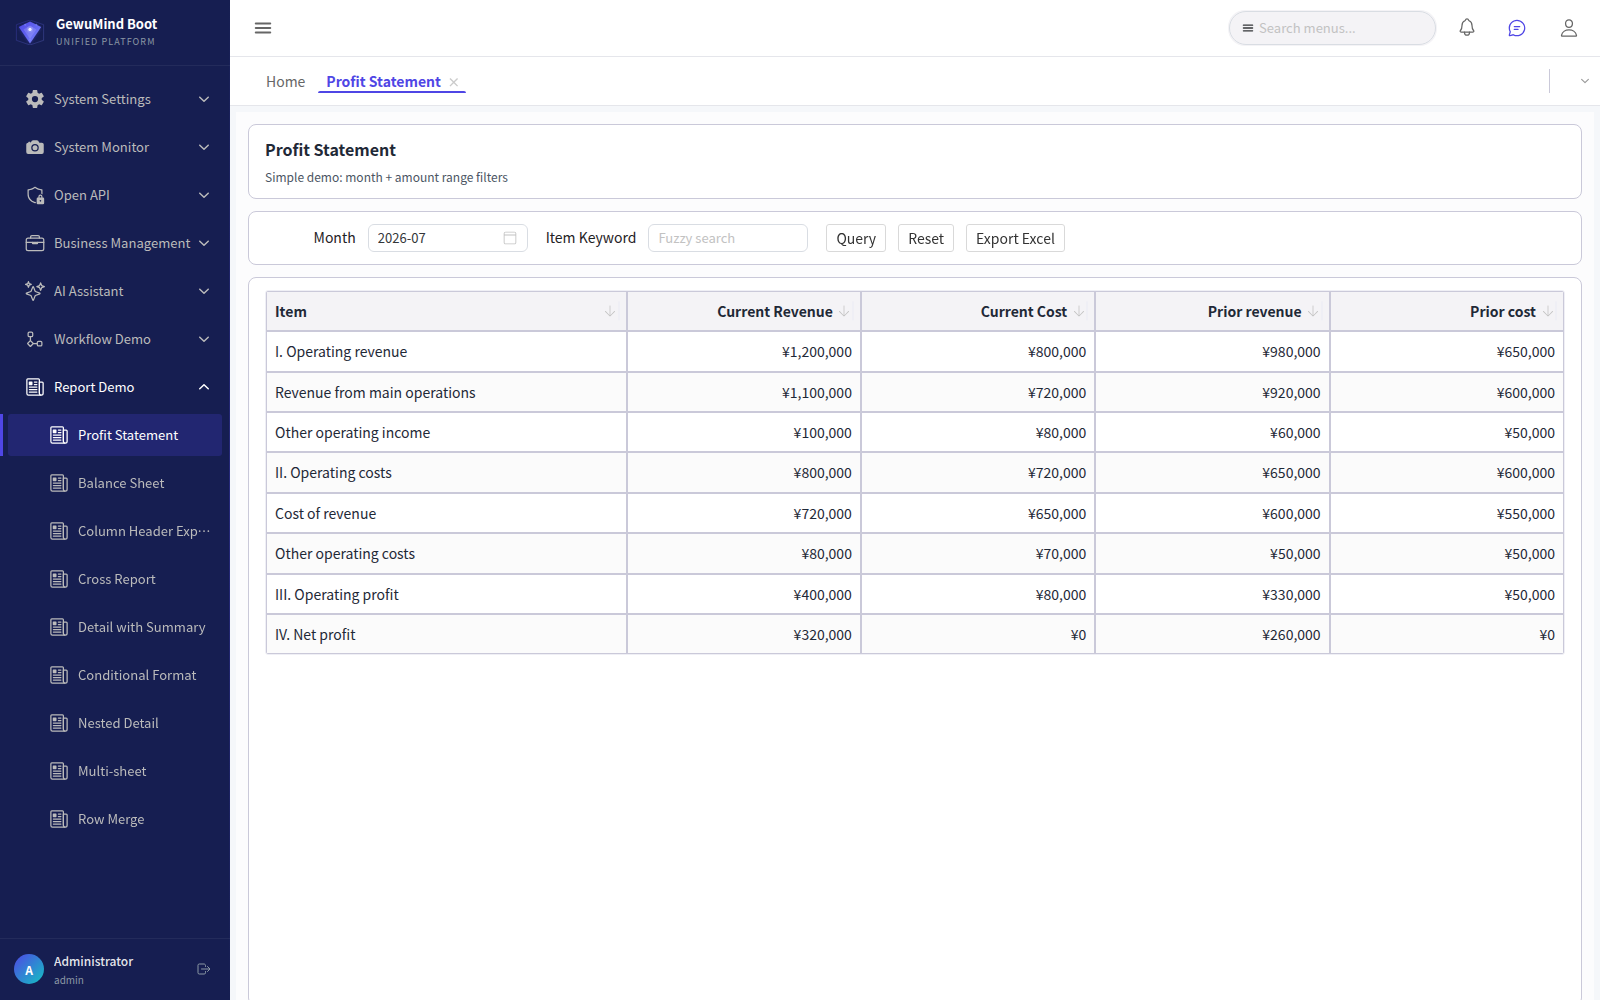 GewuMind Boot
UNIFIED PLATFORM
Search menus...
Home
Profit Statement
System Settings
System Monitor
Open API
Business Management
AI Assistant
Workflow Demo
Report Demo
Profit Statement
Balance Sheet
Column Header Exp···
Cross Report
Detail with Summary
Conditional Format
Nested Detail
Multi-sheet
Row Merge
A
Administrator
admin
Profit Statement
Simple demo: month + amount range filters
Month 2026-07 Item Keyword Fuzzy search Query Reset Export Excel
Item Current Revenue Current Cost Prior revenue Prior cost
I. Operating revenue ¥1,200,000 ¥800,000 ¥980,000 ¥650,000
Revenue from main operations ¥1,100,000 ¥720,000 ¥920,000 ¥600,000
Other operating income ¥100,000 ¥80,000 ¥60,000 ¥50,000
II. Operating costs ¥800,000 ¥720,000 ¥650,000 ¥600,000
Cost of revenue ¥720,000 ¥650,000 ¥600,000 ¥550,000
Other operating costs ¥80,000 ¥70,000 ¥50,000 ¥50,000
III. Operating profit ¥400,000 ¥80,000 ¥330,000 ¥50,000
IV. Net profit ¥320,000 ¥0 ¥260,000 ¥0